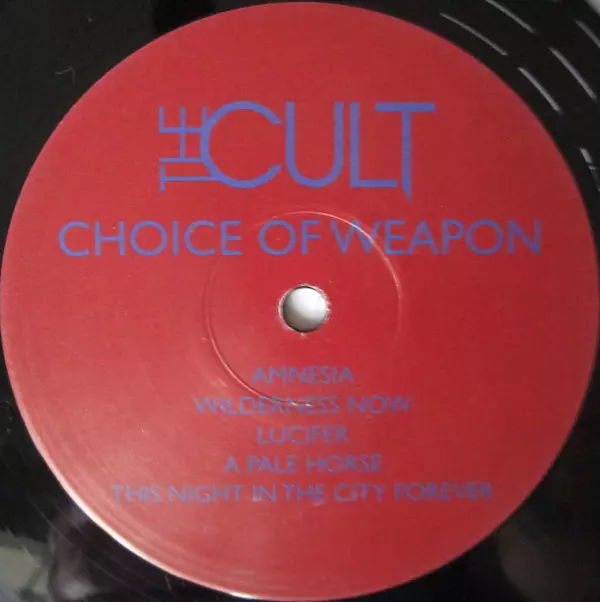 THE CULT
CHOICE OF WEAPON
AMNESIA
WILDERNESS NOW
LUCIFER
A PALE HORSE
THIS NIGHT IN THE CITY FOREVER